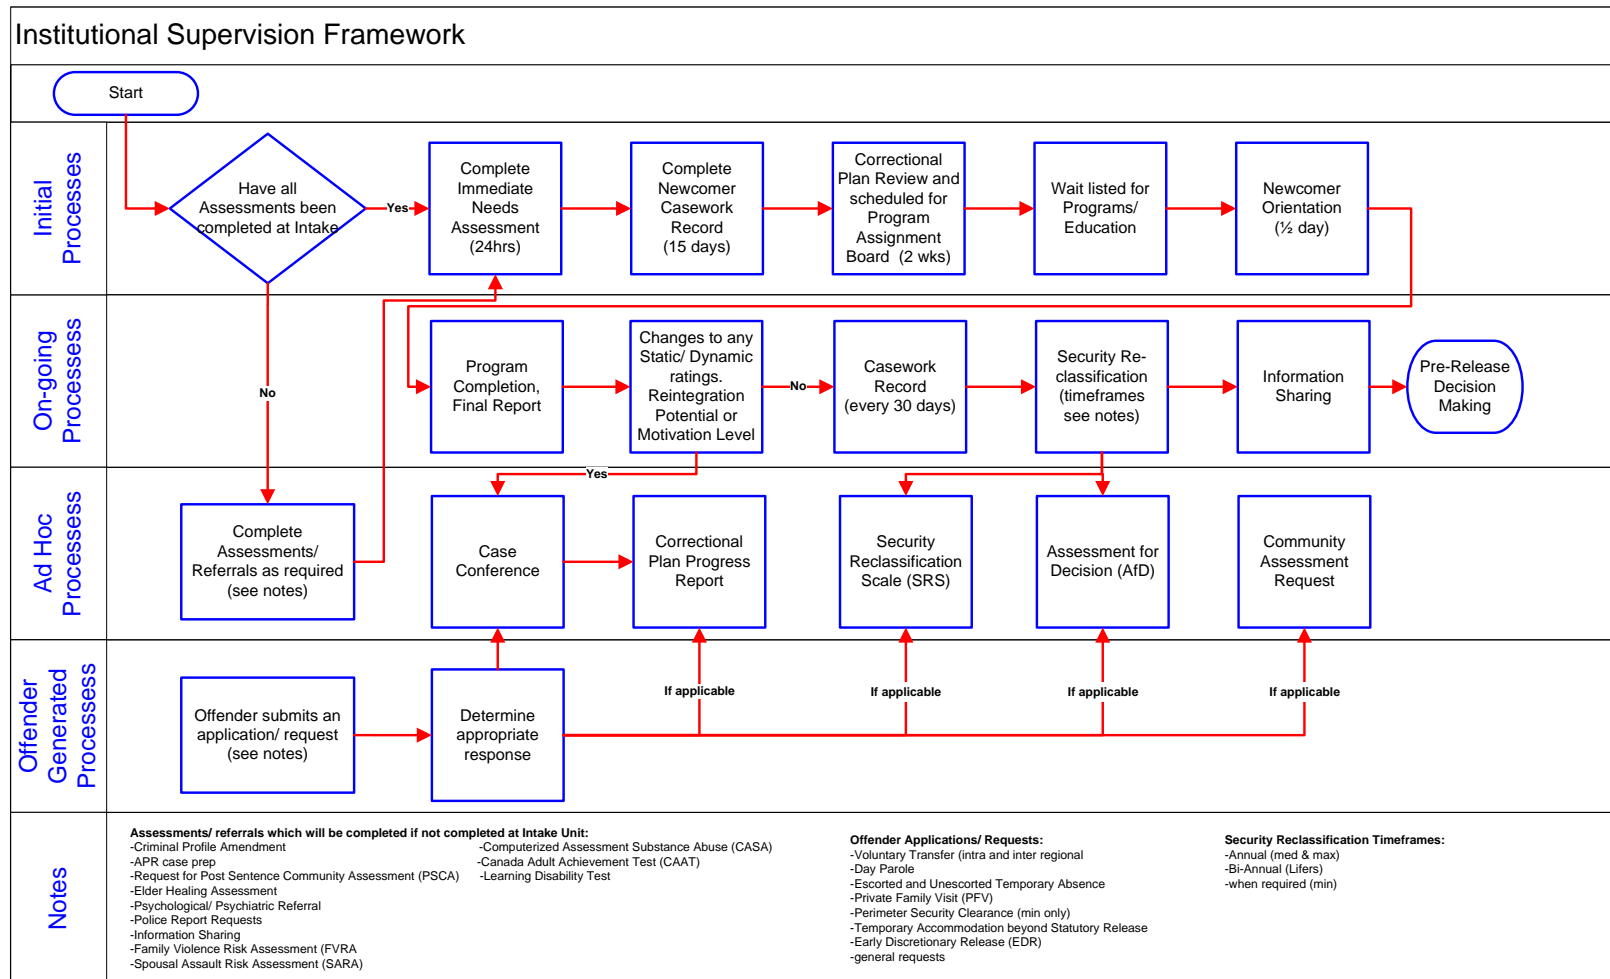 Institutional Supervision Framework
Start
Initial
Processes
Have all
Assessments been
completed at Intake
Yes
No
Complete
Immediate
Needs
Assessment
(24hrs)
Complete
Newcomer
Casework
Record
(15 days)
Correctional
Plan Review and
scheduled for
Program
Assignment
Board (2 wks)
Wait listed for
Programs/
Education
Newcomer
Orientation
(½ day)
On-going
Processess
Program
Completion,
Final Report
Changes to any
Static/ Dynamic
ratings.
Reintegration
Potential or
Motivation Level
No
Yes
Casework
Record
(every 30 days)
Security Re-
classification
(timeframes
see notes)
Information
Sharing
Pre-Release
Decision
Making
Ad Hoc
Processess
Complete
Assessments/
Referrals as required
(see notes)
Case
Conference
Correctional
Plan Progress
Report
Security
Reclassification
Scale (SRS)
Assessment for
Decision (AfD)
Community
Assessment
Request
Offender
Generated
Processess
Offender submits an
application/ request
(see notes)
Determine
appropriate
response
If applicable
If applicable
If applicable
If applicable
Notes
Assessments/ referrals which will be completed if not completed at Intake Unit:
-Criminal Profile Amendment
-APR case prep
-Request for Post Sentence Community Assessment (PSCA)
-Elder Healing Assessment
-Psychological/ Psychiatric Referral
-Police Report Requests
-Information Sharing
-Family Violence Risk Assessment (FVRA
-Spousal Assault Risk Assessment (SARA)
-Computerized Assessment Substance Abuse (CASA)
-Canada Adult Achievement Test (CAAT)
-Learning Disability Test
Offender Applications/ Requests:
-Voluntary Transfer (intra and inter regional
-Day Parole
-Escorted and Unescorted Temporary Absence
-Private Family Visit (PFV)
-Perimeter Security Clearance (min only)
-Temporary Accommodation beyond Statutory Release
-Early Discretionary Release (EDR)
-general requests
Security Reclassification Timeframes:
-Annual (med & max)
-Bi-Annual (Lifers)
-when required (min)